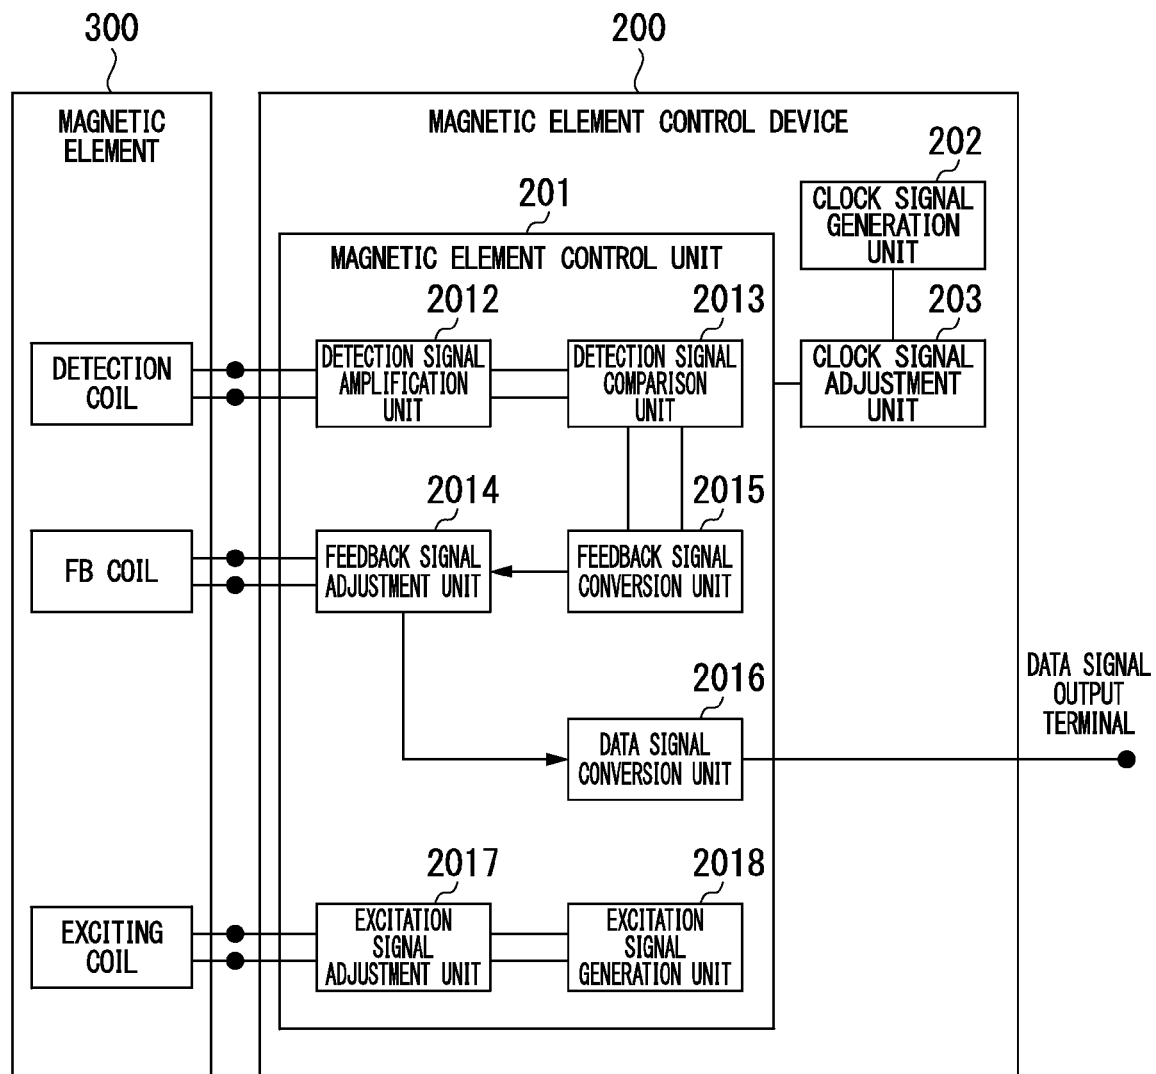 300
200
MAGNETIC
ELEMENT
MAGNETIC ELEMENT CONTROL DEVICE
202
CLOCK SIGNAL
GENERATION
UNIT
201
MAGNETIC ELEMENT CONTROL UNIT
2012
2013
203
DETECTION
COIL
DETECTION SIGNAL
AMPLIFICATION
UNIT
DETECTION SIGNAL
COMPARISON
UNIT
CLOCK SIGNAL
ADJUSTMENT
UNIT
2014
2015
FB COIL
FEEDBACK SIGNAL
ADJUSTMENT UNIT
FEEDBACK SIGNAL
CONVERSION UNIT
2016
DATA SIGNAL
CONVERSION UNIT
DATA SIGNAL
OUTPUT
TERMINAL
2017
2018
EXCITING
COIL
EXCITATION
SIGNAL
ADJUSTMENT UNIT
EXCITATION
SIGNAL
GENERATION UNIT